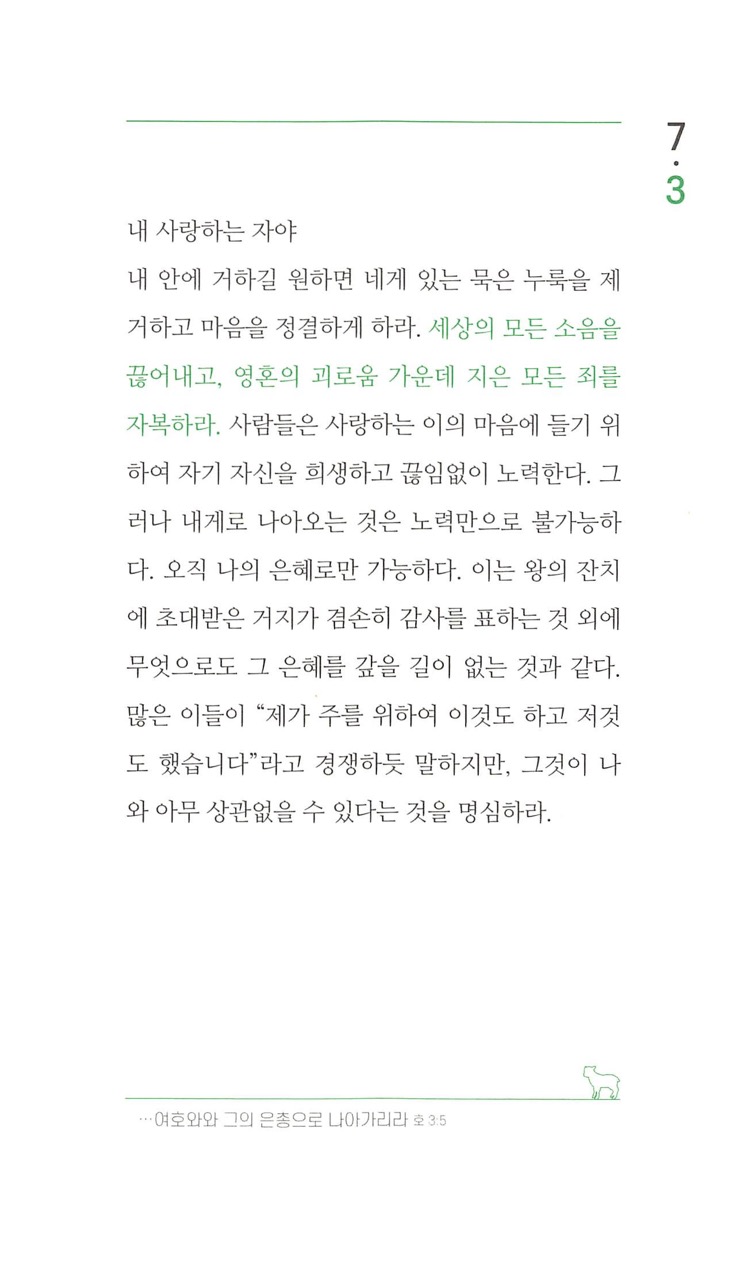 7
·
3
내 사랑하는 자야
내 안에 거하길 원하면 네게 있는 묵은 누룩을 제
거하고 마음을 정결하게 하라. 세상의 모든 소음을
끊어내고, 영혼의 괴로움 가운데 지은 모든 죄를
자복하라. 사람들은 사랑하는 이의 마음에 들기 위
하여 자기 자신을 희생하고 끊임없이 노력한다. 그
러나 내게로 나아오는 것은 노력만으로 불가능하
다. 오직 나의 은혜로만 가능하다. 이는 왕의 잔치
에 초대받은 거지가 겸손히 감사를 표하는 것 외에
무엇으로도 그 은혜를 갚을 길이 없는 것과 같다.
많은 이들이 “제가 주를 위하여 이것도 하고 저것
도 했습니다”라고 경쟁하듯 말하지만, 그것이 나
와 아무 상관없을 수 있다는 것을 명심하라.
…여호와와 그의 은총으로 나아가리라 호 3:5